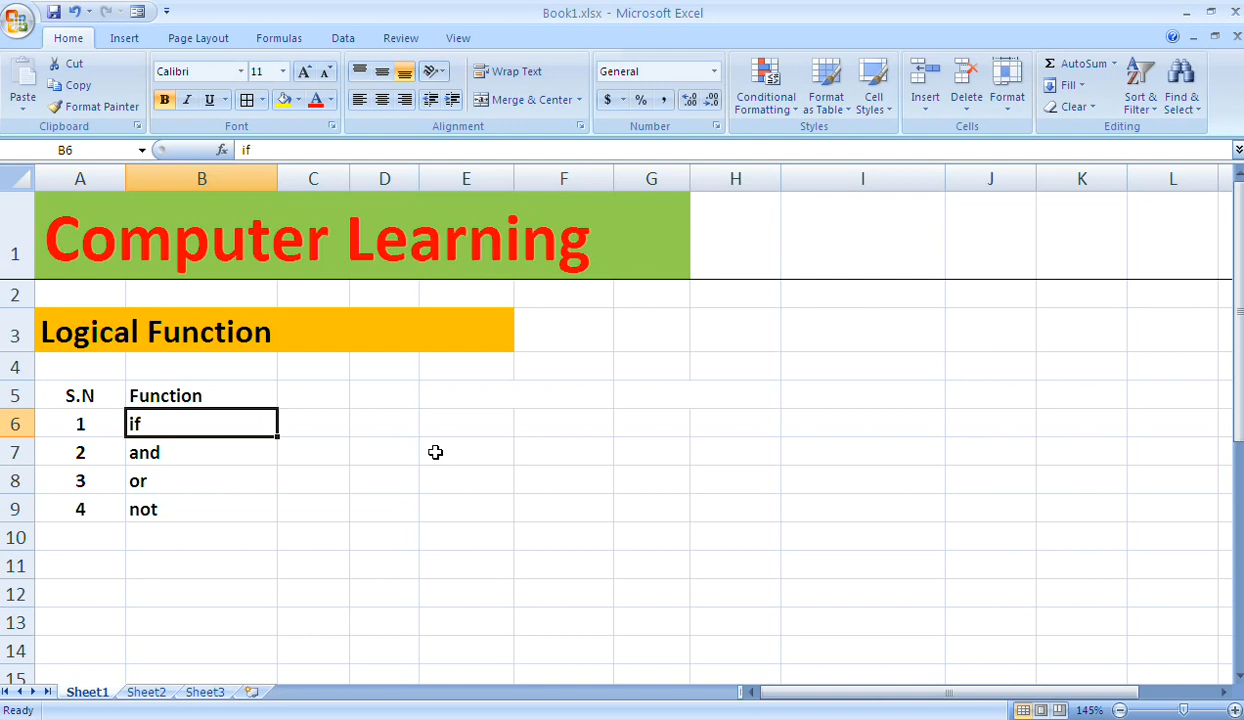 Book1.xlsx - Microsoft Excel
Home Insert Page Layout Formulas Data Review View
Paste
Cut
Copy
Format Painter
Clipboard
Calibri 11
B I U A
Font
Wrap Text
Merge & Center
Alignment
General
$ % ,
Number
Conditional Formatting
Format as Table
Cell Styles
Styles
Insert Delete Format
Cells
Σ AutoSum
Fill
Clear
Sort & Filter
Find & Select
Editing
B6 fx if
A B C D E F G H I J K L
1 Computer Learning
2
3 Logical Function
4
5 S.N Function
6 1 if
7 2 and
8 3 or
9 4 not
10
11
12
13
14
15
Sheet1 Sheet2 Sheet3
Ready 145%